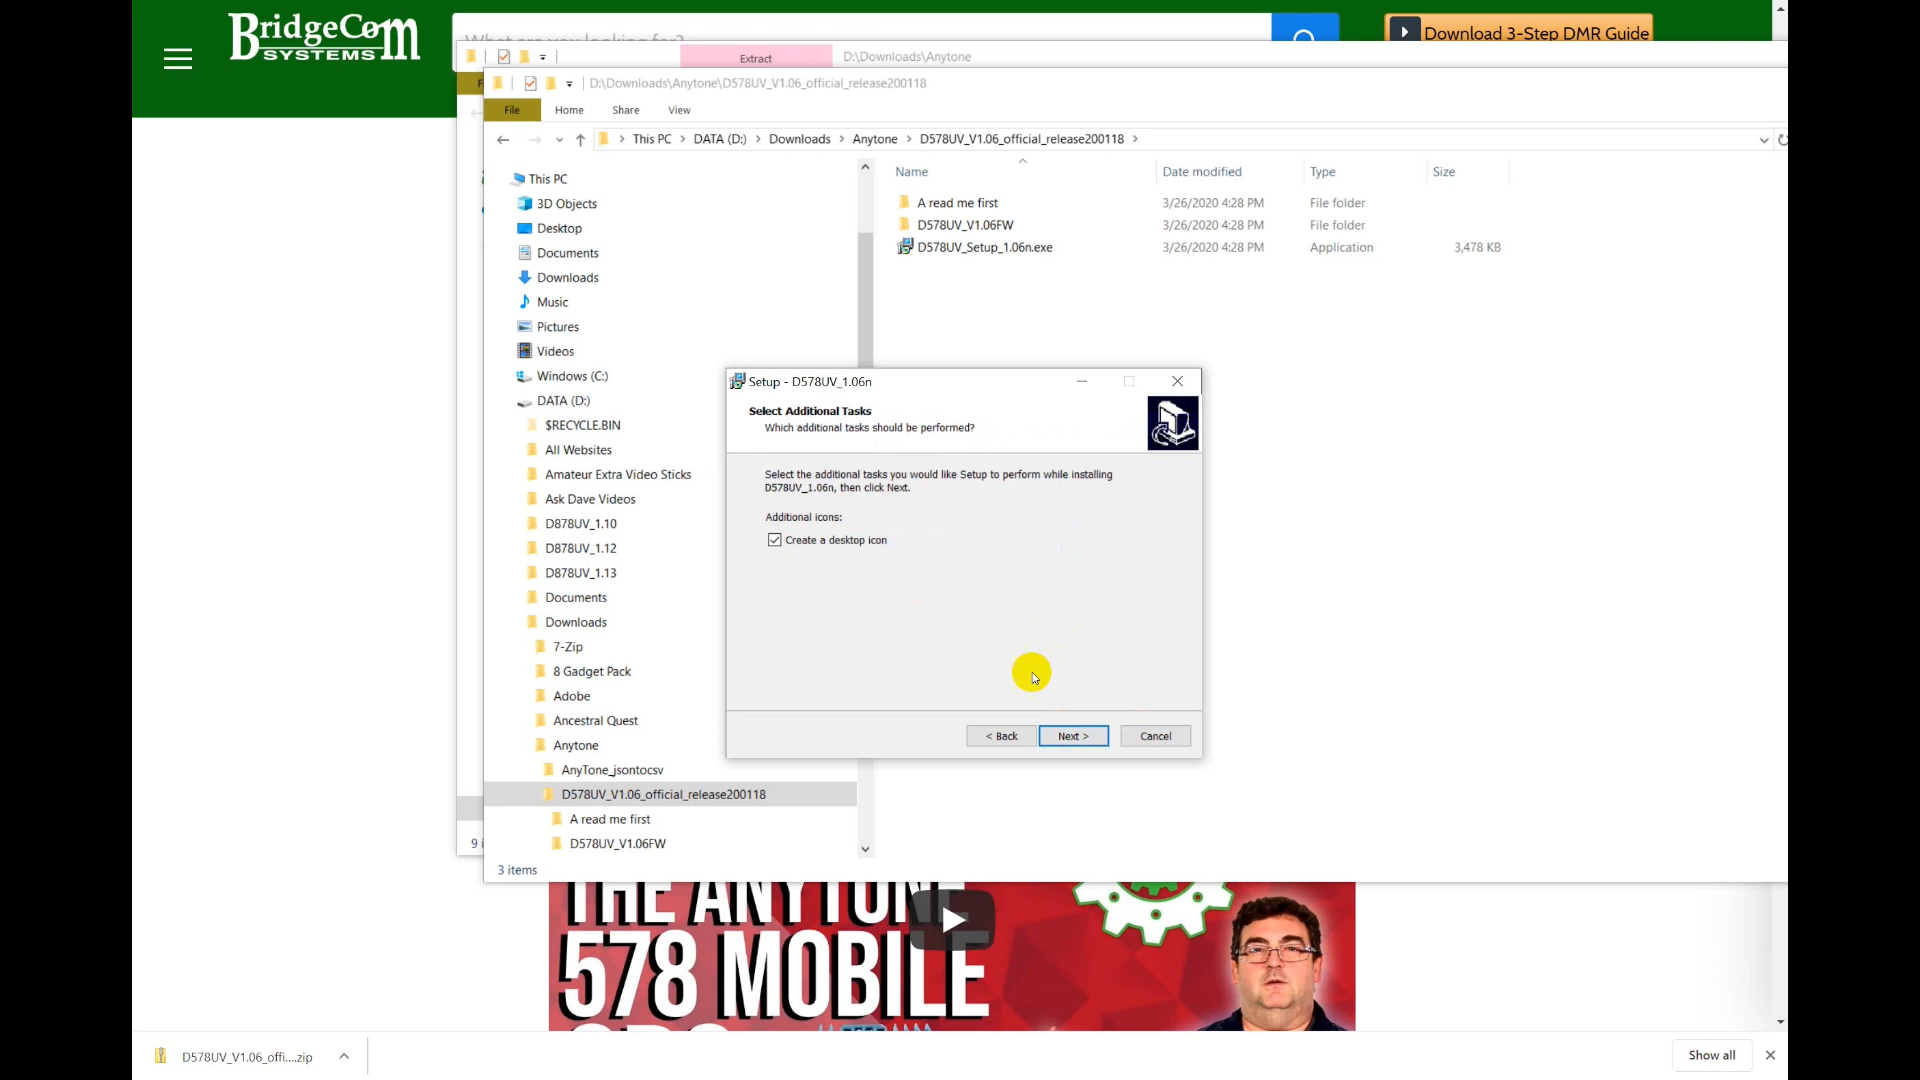 BridgeCom
SYSTEMS
What are you looking for?
Download 3-Step DMR Guide
Extract
D:\Downloads\Anytone
D:\Downloads\Anytone\D578UV_V1.06_official_release200118
File
Home
Share
View
This PC
DATA (D:)
Downloads
Anytone
D578UV_V1.06_official_release200118
Name
Date modified
Type
Size
A read me first
3/26/2020 4:28 PM
File folder
D578UV_V1.06FW
3/26/2020 4:28 PM
File folder
D578UV_Setup_1.06n.exe
3/26/2020 4:28 PM
Application
3,478 KB
This PC
3D Objects
Desktop
Documents
Downloads
Music
Pictures
Videos
Windows (C:)
DATA (D:)
$RECYCLE.BIN
All Websites
Amateur Extra Video Sticks
Ask Dave Videos
D878UV_1.10
D878UV_1.12
D878UV_1.13
Documents
Downloads
7-Zip
8 Gadget Pack
Adobe
Ancestral Quest
Anytone
AnyTone_jsontocsv
D578UV_V1.06_official_release200118
A read me first
D578UV_V1.06FW
9 i
3 items
Setup - D578UV_1.06n
Select Additional Tasks
Which additional tasks should be performed?
Select the additional tasks you would like Setup to perform while installing
D578UV_1.06n, then click Next.
Additional icons:
Create a desktop icon
< Back
Next >
Cancel
THE ANYTONE
578 MOBILE
D578UV_V1.06_offi....zip
Show all